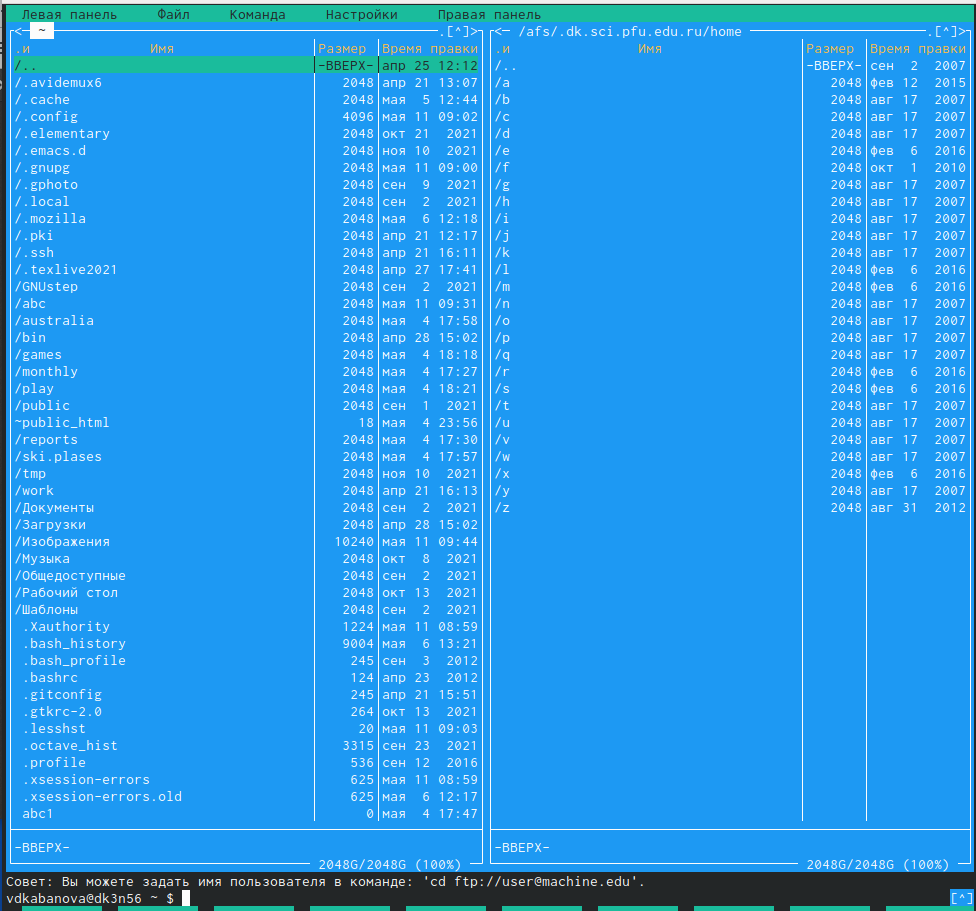 Левая панель Файл Команда Настройки Правая панель
<─ ~ .[^]>
.и Имя Размер Время правки
/.. -ВВЕРХ- апр 25 12:12
/.avidemux6 2048 апр 21 13:07
/.cache 2048 мая 5 12:44
/.config 4096 мая 11 09:02
/.elementary 2048 окт 21 2021
/.emacs.d 2048 ноя 10 2021
/.gnupg 2048 мая 11 09:00
/.gphoto 2048 сен 9 2021
/.local 2048 сен 2 2021
/.mozilla 2048 мая 6 12:18
/.pki 2048 апр 21 12:17
/.ssh 2048 апр 21 16:11
/.texlive2021 2048 апр 27 17:41
/GNUstep 2048 сен 2 2021
/abc 2048 мая 11 09:31
/australia 2048 мая 4 17:58
/bin 2048 апр 28 15:02
/games 2048 мая 4 18:18
/monthly 2048 мая 4 17:27
/play 2048 мая 4 18:21
/public 2048 сен 1 2021
~public_html 18 мая 4 23:56
/reports 2048 мая 4 17:30
/ski.plases 2048 мая 4 17:57
/tmp 2048 ноя 10 2021
/work 2048 апр 21 16:13
/Документы 2048 сен 2 2021
/Загрузки 2048 апр 28 15:02
/Изображения 10240 мая 11 09:44
/Музыка 2048 окт 8 2021
/Общедоступные 2048 сен 2 2021
/Рабочий стол 2048 окт 13 2021
/Шаблоны 2048 сен 2 2021
.Xauthority 1224 мая 11 08:59
.bash_history 9004 мая 6 13:21
.bash_profile 245 сен 3 2012
.bashrc 124 апр 23 2012
.gitconfig 245 апр 21 15:51
.gtkrc-2.0 264 окт 13 2021
.lesshst 20 мая 11 09:03
.octave_hist 3315 сен 23 2021
.profile 536 сен 12 2016
.xsession-errors 625 мая 11 08:59
.xsession-errors.old 625 мая 6 12:17
abc1 0 мая 4 17:47
-ВВЕРХ-
2048G/2048G (100%)
<─ /afs/.dk.sci.pfu.edu.ru/home .[^]>
.и Имя Размер Время правки
/.. -ВВЕРХ- сен 2 2007
/a 2048 фев 12 2015
/b 2048 авг 17 2007
/c 2048 авг 17 2007
/d 2048 авг 17 2007
/e 2048 фев 6 2016
/f 2048 окт 1 2010
/g 2048 авг 17 2007
/h 2048 авг 17 2007
/i 2048 авг 17 2007
/j 2048 авг 17 2007
/k 2048 авг 17 2007
/l 2048 фев 6 2016
/m 2048 фев 6 2016
/n 2048 авг 17 2007
/o 2048 авг 17 2007
/p 2048 авг 17 2007
/q 2048 авг 17 2007
/r 2048 фев 6 2016
/s 2048 фев 6 2016
/t 2048 авг 17 2007
/u 2048 авг 17 2007
/v 2048 авг 17 2007
/w 2048 авг 17 2007
/x 2048 фев 6 2016
/y 2048 авг 17 2007
/z 2048 авг 31 2012
-ВВЕРХ-
2048G/2048G (100%)
Совет: Вы можете задать имя пользователя в команде: 'cd ftp://user@machine.edu'.
vdkabanova@dk3n56 ~ $
[^]